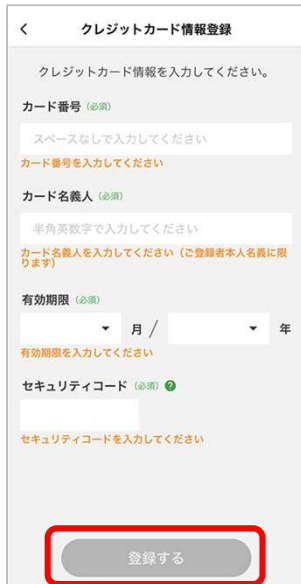 クレジットカード情報登録
クレジットカード情報を入力してください。
カード番号 (必須)
スペースなしで入力してください
カード番号を入力してください
カード名義人 (必須)
半角英数字で入力してください
カード名義人を入力してください（ご登録者本人名義に限
ります）
有効期限 (必須)
月 / 年
有効期限を入力してください
セキュリティコード (必須) ?
セキュリティコードを入力してください
登録する